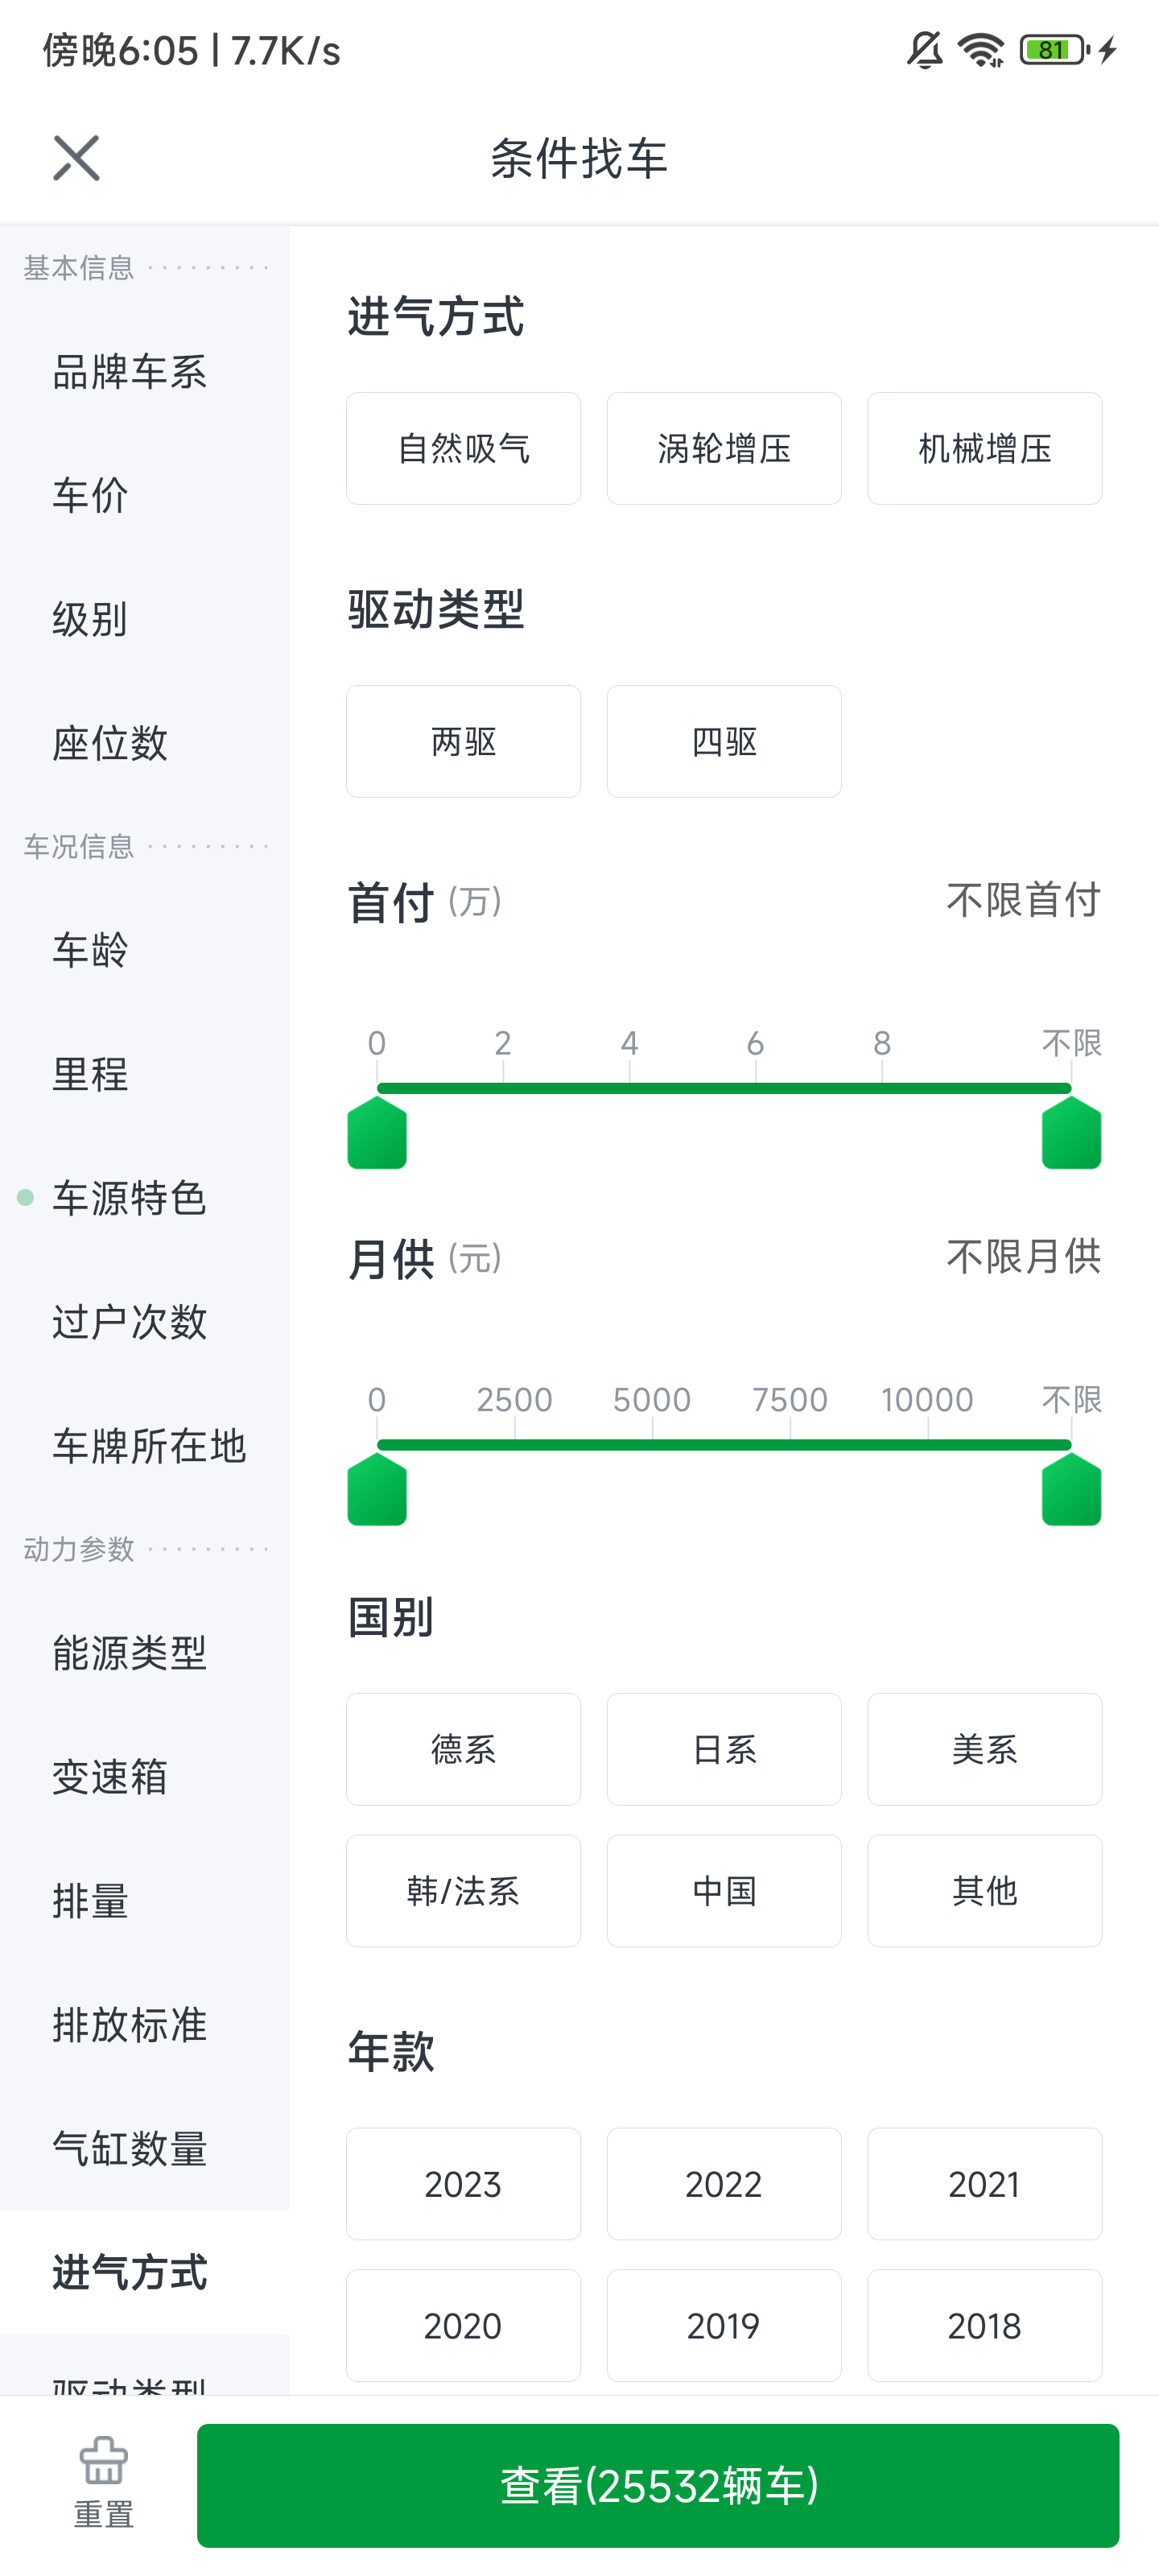 傍晚6:05 | 7.7K/s
81
条件找车
基本信息
品牌车系
车价
级别
座位数
车况信息
车龄
里程
车源特色
过户次数
车牌所在地
动力参数
能源类型
变速箱
排量
排放标准
气缸数量
进气方式
驱动类型
进气方式
自然吸气 涡轮增压 机械增压
驱动类型
两驱 四驱
首付 (万) 不限首付
0 2 4 6 8 不限
月供 (元) 不限月供
0 2500 5000 7500 10000 不限
国别
德系 日系 美系
韩/法系 中国 其他
年款
2023 2022 2021
2020 2019 2018
重置
查看(25532辆车)